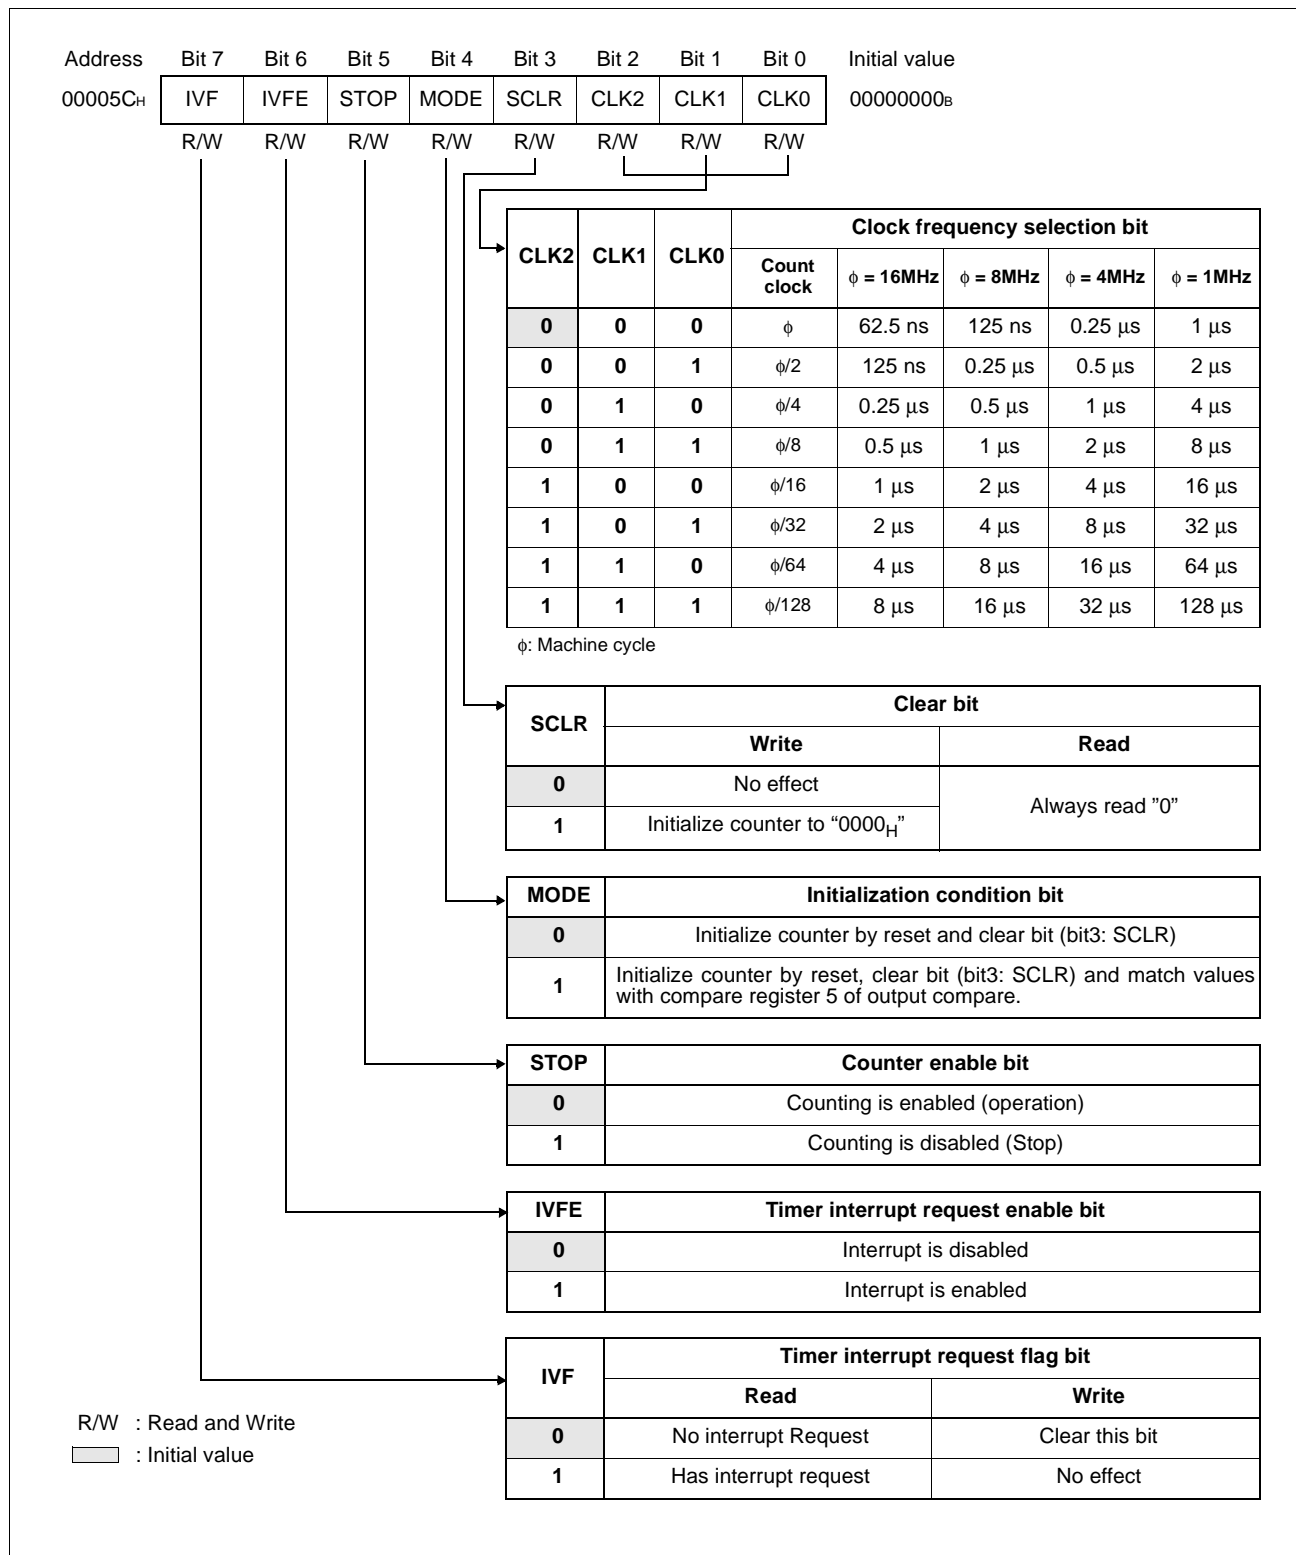 Address Bit 7 Bit 6 Bit 5 Bit 4 Bit 3 Bit 2 Bit 1 Bit 0 Initial value
00005CH IVF IVFE STOP MODE SCLR CLK2 CLK1 CLK0 00000000B
R/W R/W R/W R/W R/W R/W R/W R/W
CLK2 CLK1 CLK0 Clock frequency selection bit
Count clock ϕ = 16MHz ϕ = 8MHz ϕ = 4MHz ϕ = 1MHz
0 0 0 ϕ 62.5 ns 125 ns 0.25 μs 1 μs
0 0 1 ϕ/2 125 ns 0.25 μs 0.5 μs 2 μs
0 1 0 ϕ/4 0.25 μs 0.5 μs 1 μs 4 μs
0 1 1 ϕ/8 0.5 μs 1 μs 2 μs 8 μs
1 0 0 ϕ/16 1 μs 2 μs 4 μs 16 μs
1 0 1 ϕ/32 2 μs 4 μs 8 μs 32 μs
1 1 0 ϕ/64 4 μs 8 μs 16 μs 64 μs
1 1 1 ϕ/128 8 μs 16 μs 32 μs 128 μs
ϕ: Machine cycle
SCLR Clear bit
Write Read
0 No effect Always read ”0”
1 Initialize counter to “0000H”
MODE Initialization condition bit
0 Initialize counter by reset and clear bit (bit3: SCLR)
1 Initialize counter by reset, clear bit (bit3: SCLR) and match values
with compare register 5 of output compare.
STOP Counter enable bit
0 Counting is enabled (operation)
1 Counting is disabled (Stop)
IVFE Timer interrupt request enable bit
0 Interrupt is disabled
1 Interrupt is enabled
IVF Timer interrupt request flag bit
Read Write
0 No interrupt Request Clear this bit
1 Has interrupt request No effect
R/W : Read and Write
: Initial value